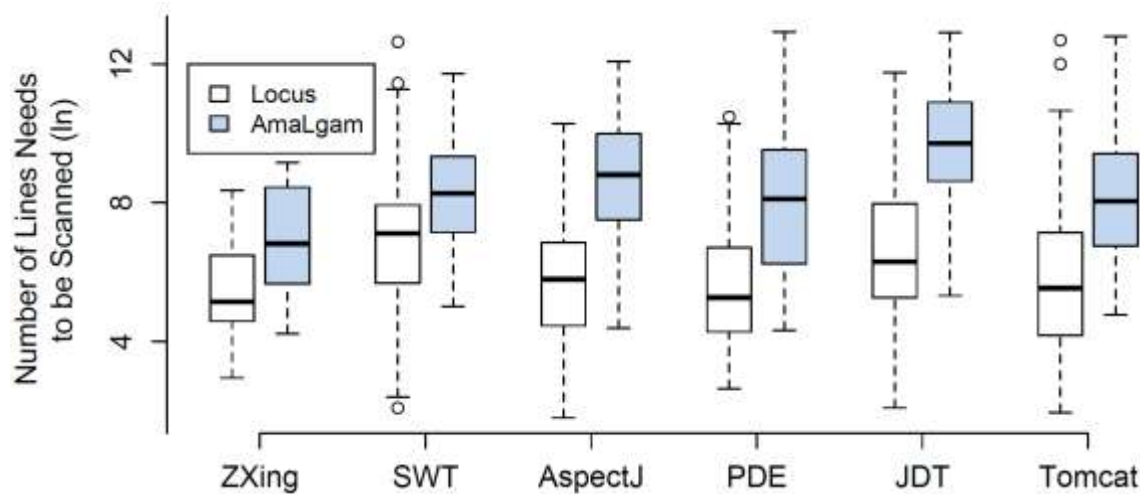 Number of Lines Needs
to be Scanned (ln)
12
8
4
Locus
AmaLgam
ZXing SWT AspectJ PDE JDT Tomcat